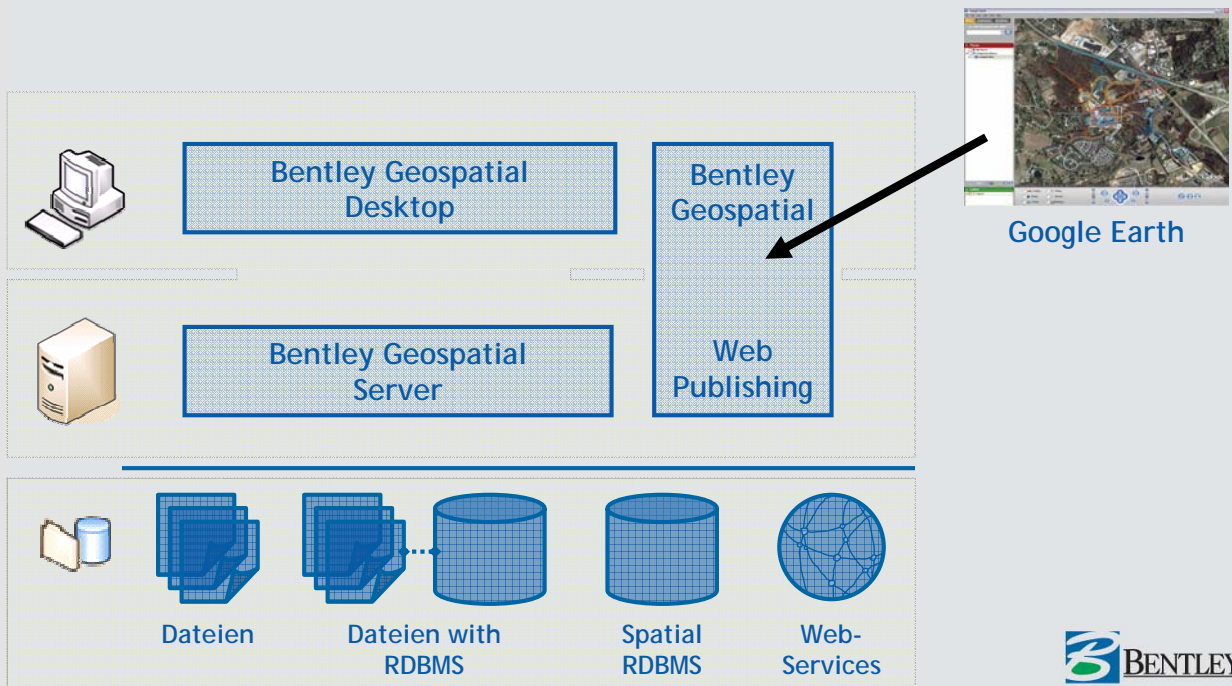 Bentley Geospatial
Desktop
Bentley
Geospatial
Google Earth
Bentley Geospatial
Server
Web
Publishing
Dateien
Dateien with
RDBMS
Spatial
RDBMS
Web-
Services
BENTLEY